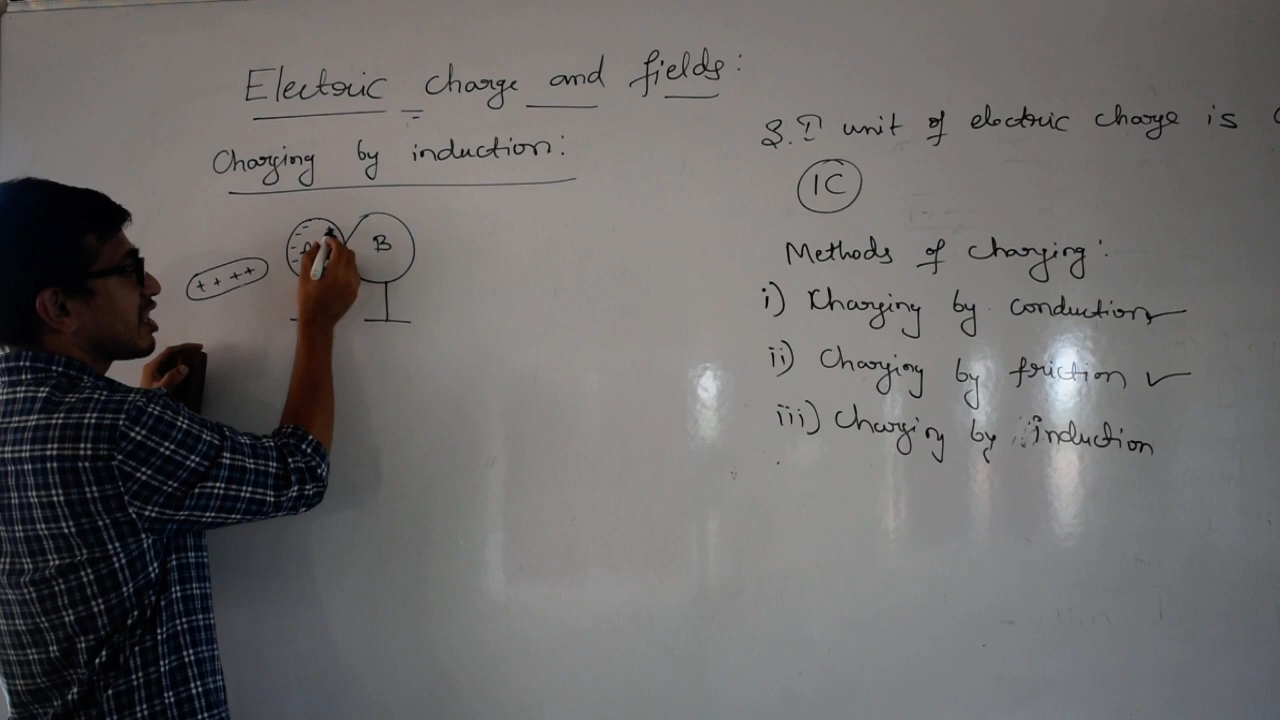 Electric charge and fields:
Charging by induction:
B
++++
S.I unit of electric charge is
1C
Methods of charging:
i) Charging by conduction
ii) Charging by friction ✓
iii) Charging by induction